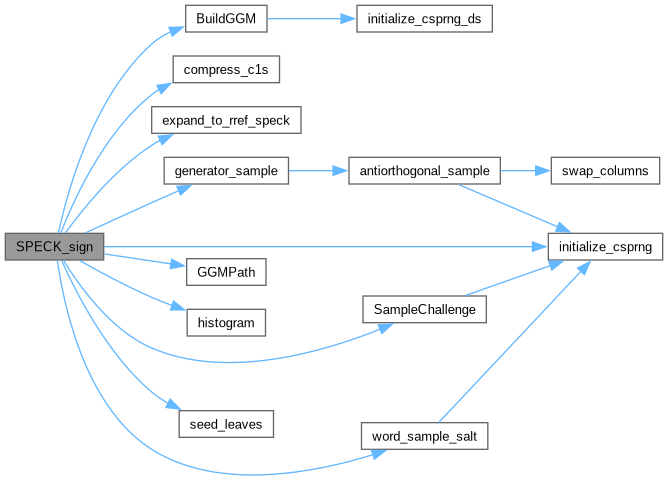 BuildGGM
initialize_csprng_ds
compress_c1s
expand_to_rref_speck
generator_sample
antiorthogonal_sample
swap_columns
SPECK_sign
initialize_csprng
GGMPath
histogram
SampleChallenge
seed_leaves
word_sample_salt